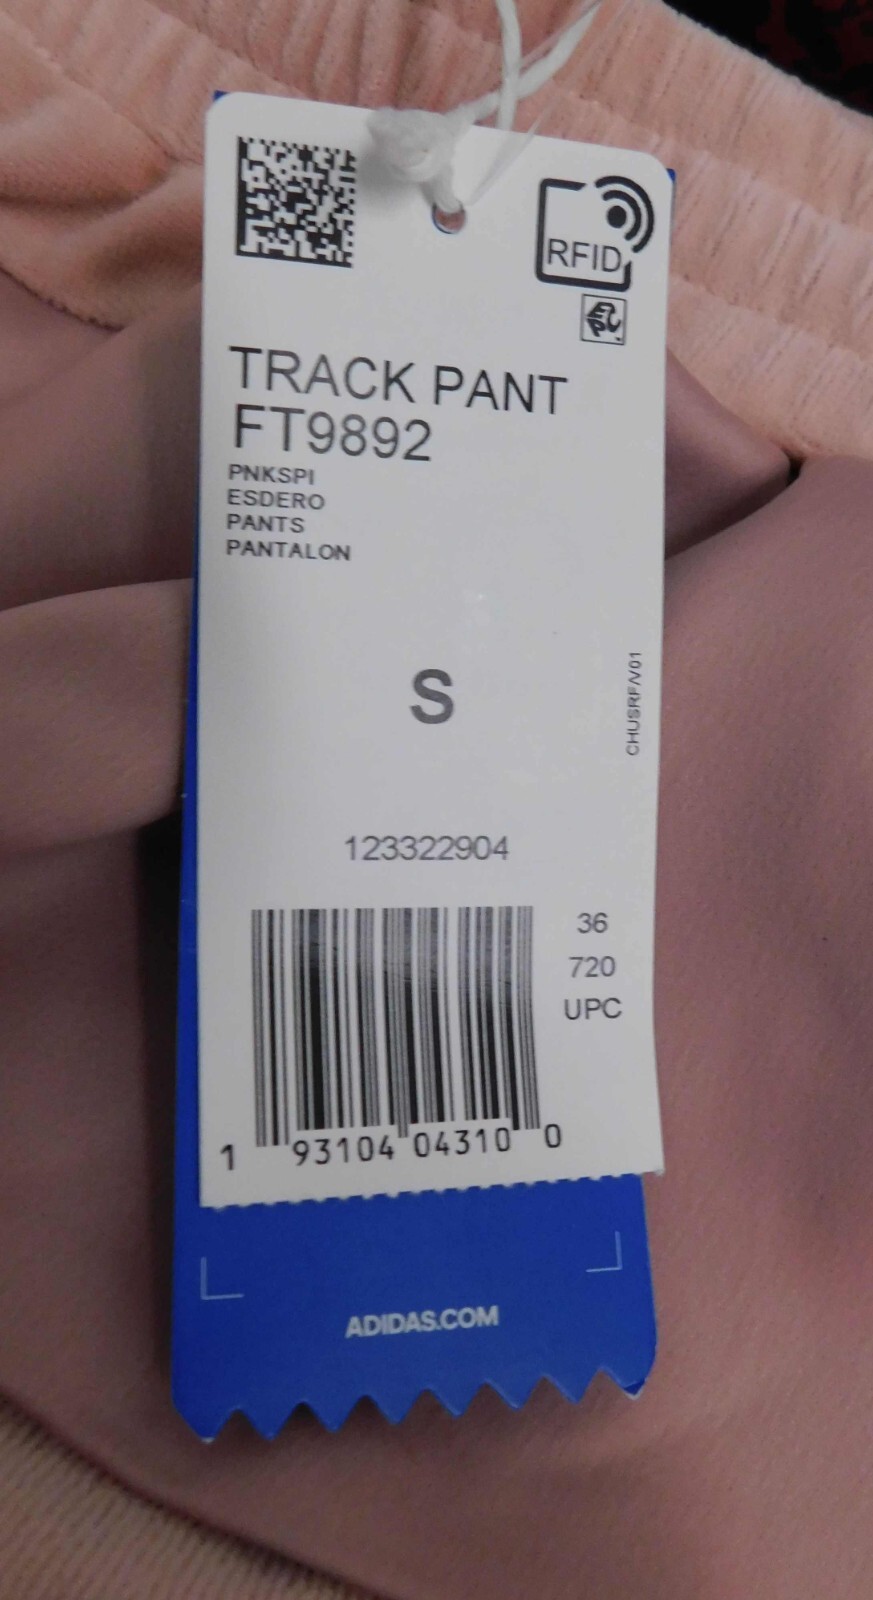 RFID
TRACK PANT
FT9892
PNKSPI
ESDERO
PANTS
PANTALON
S
CHUSRF/V01
123322904
36
720
UPC
1 93104 04310 0
ADIDAS.COM